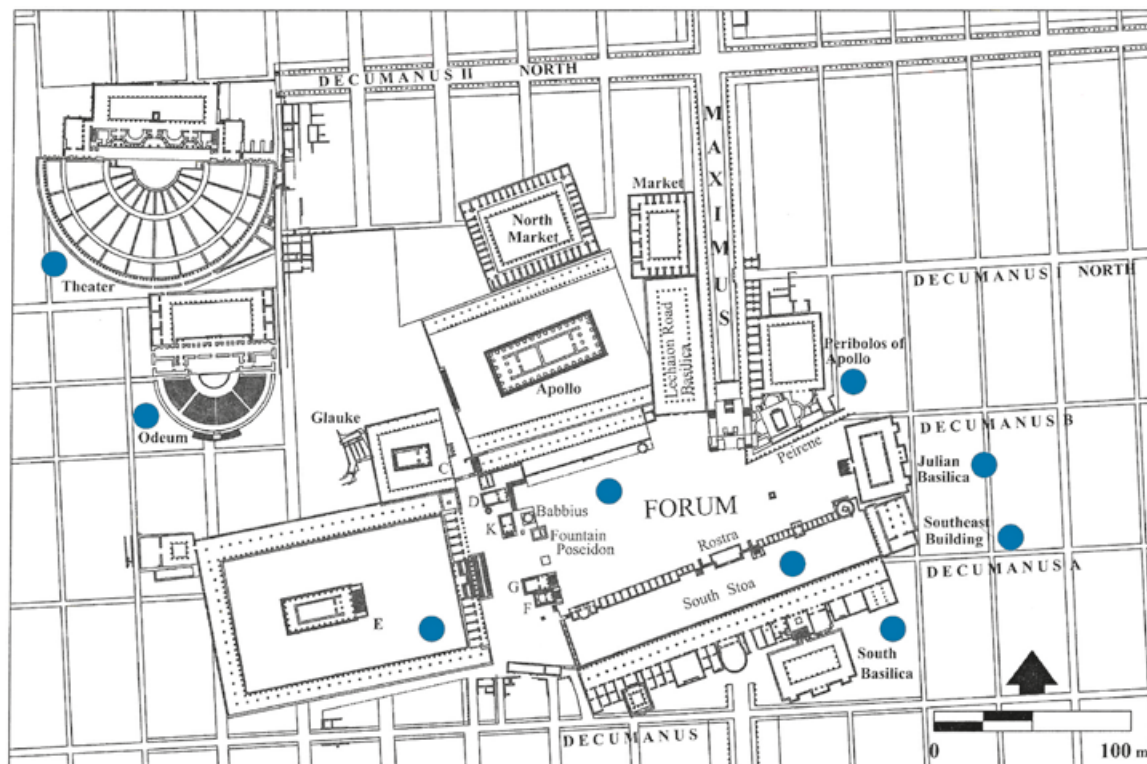 DECUMANUS II NORTH
MAXIMUS
Market
North
Market
DECUMANUS I NORTH
Theater
Lechaion Road
Basilica
Peribolos of
Apollo
Apollo
Glauke
Odeum
DECUMANUS B
Peirene
C
Julian
Basilica
D
Babbius
FORUM
K
Fountain
Poseidon
Southeast
Building
Rostra
DECUMANUS A
G
South Stoa
F
E
South
Basilica
DECUMANUS
0 100 m